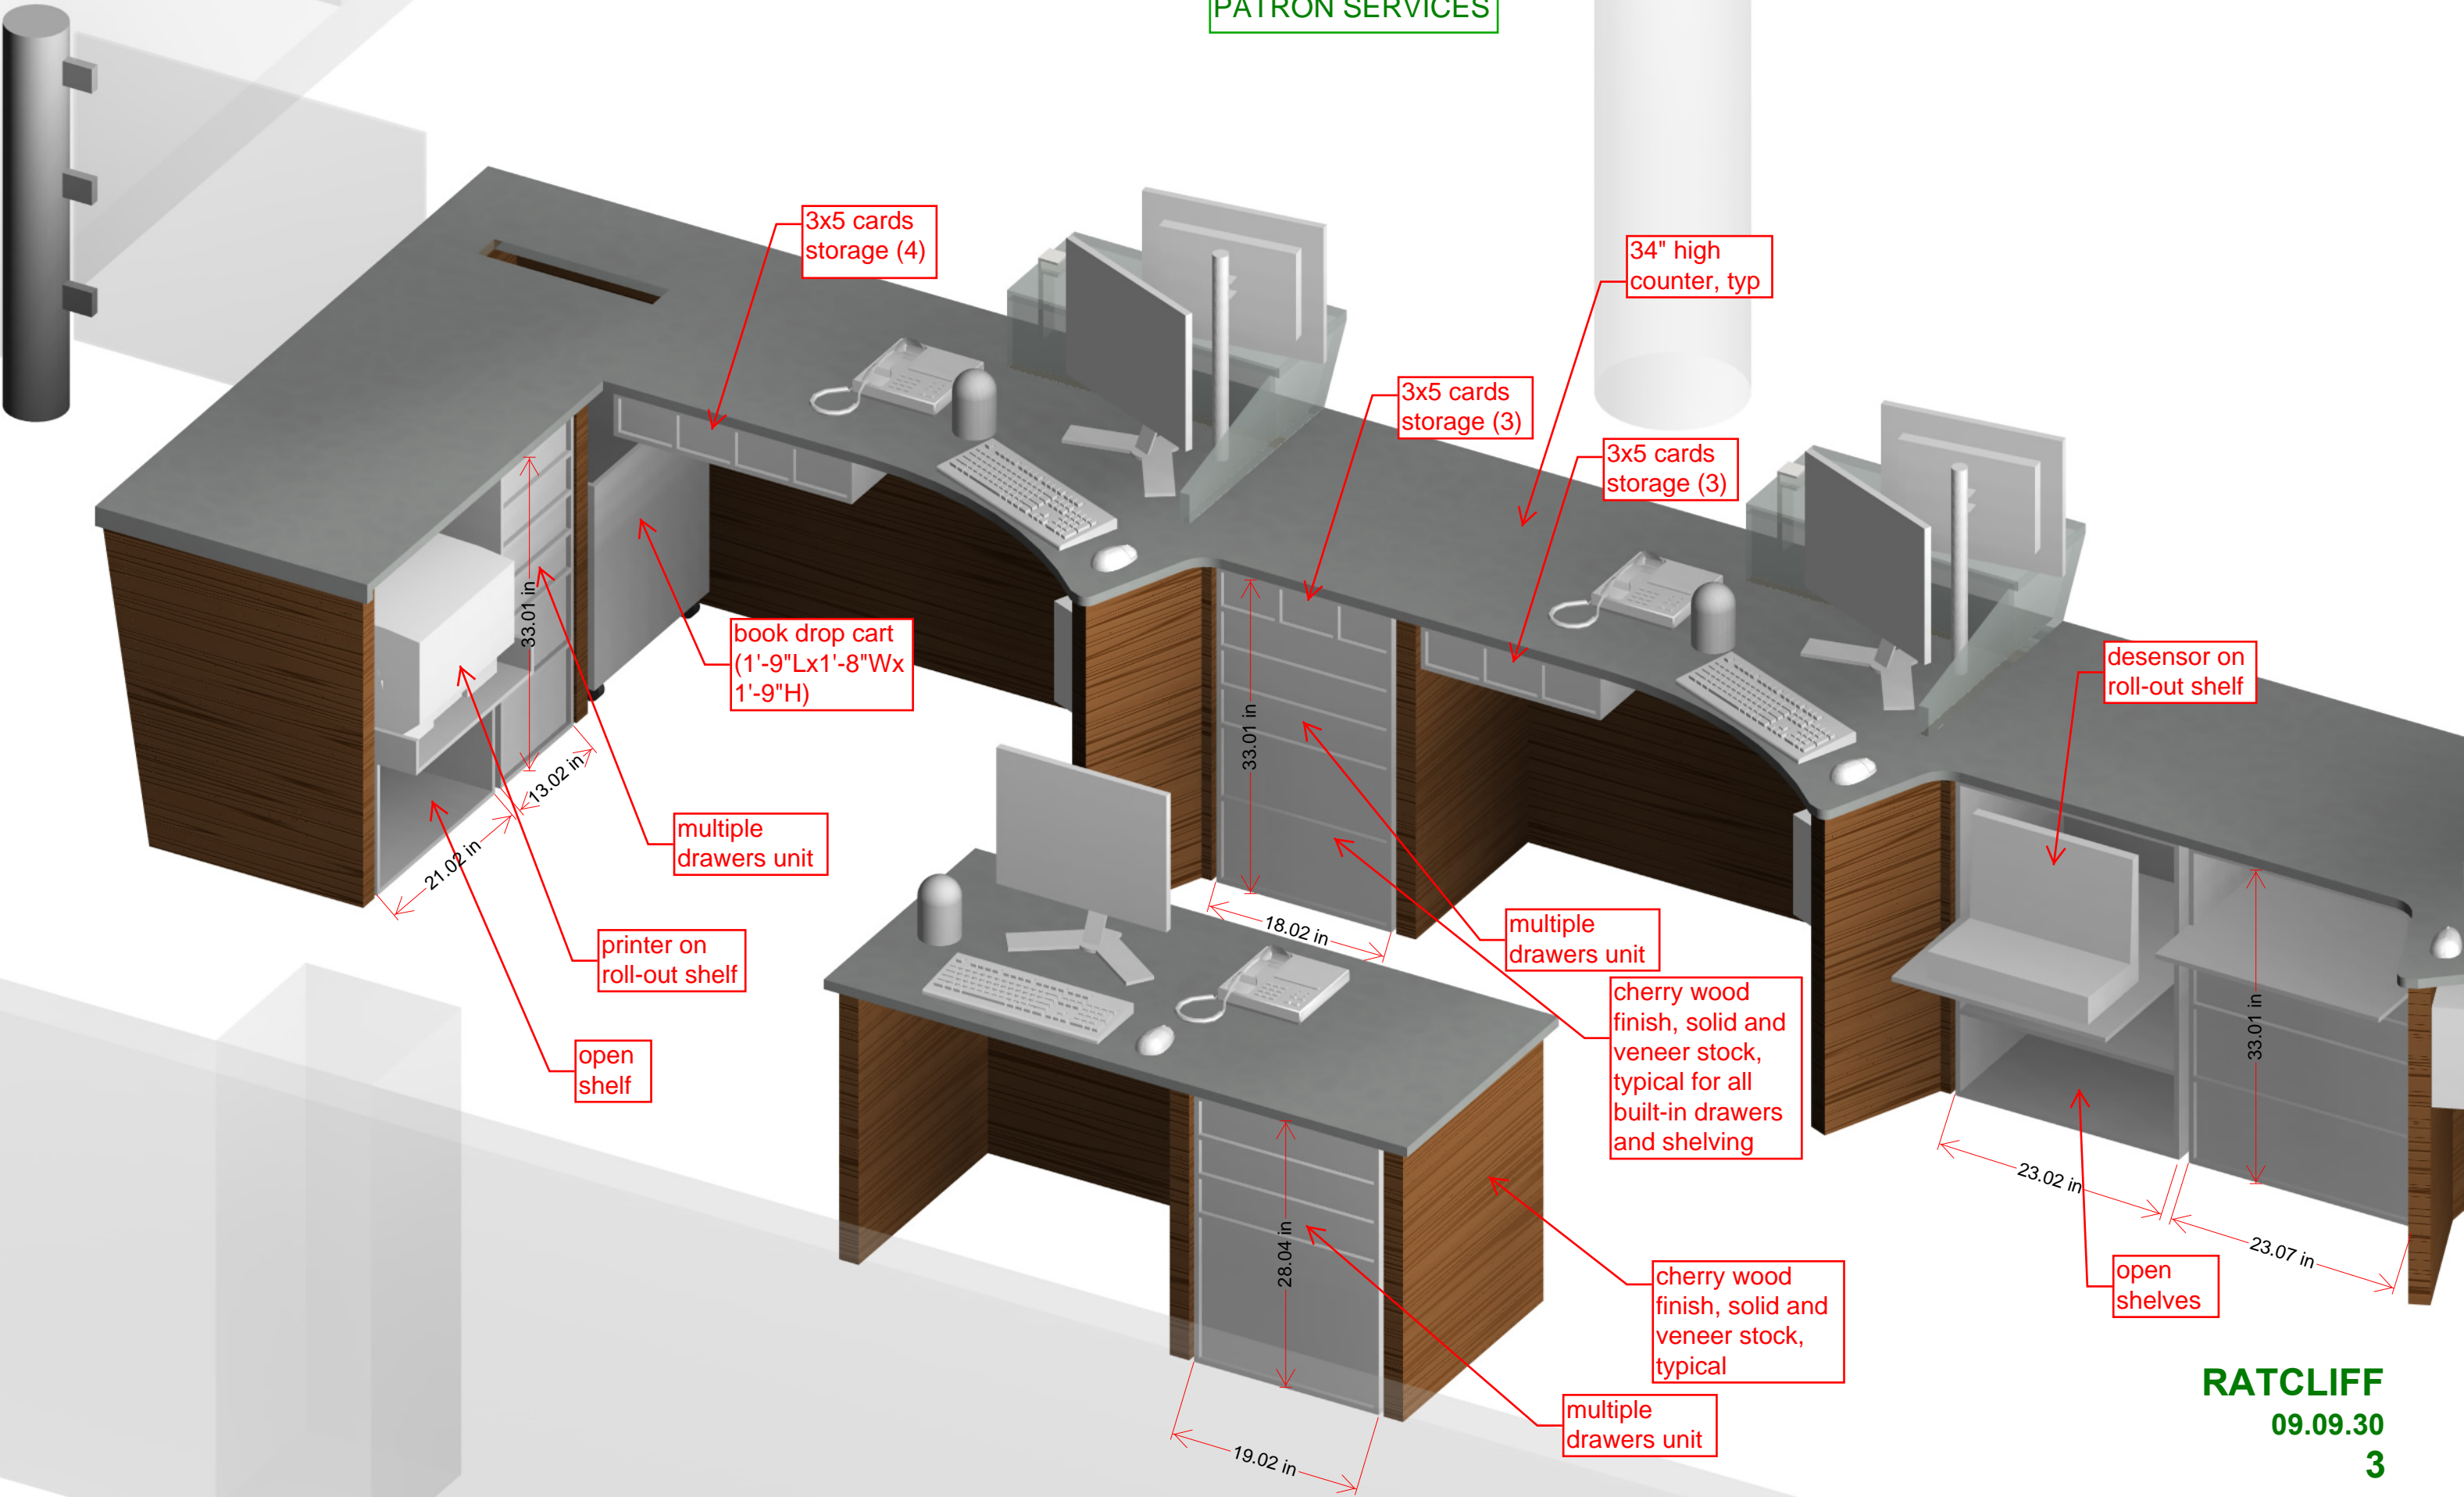 PATRON SERVICES
3x5 cards
storage (4)
34" high
counter, typ
3x5 cards
storage (3)
3x5 cards
storage (3)
33.01 in
book drop cart
(1'-9"Lx1'-8"Wx
1'-9"H)
desensor on
roll-out shelf
33.01 in
13.02 in
21.02 in
multiple
drawers unit
printer on
roll-out shelf
open
shelf
18.02 in
multiple
drawers unit
cherry wood
finish, solid and
veneer stock,
typical for all
built-in drawers
and shelving
33.01 in
23.02 in
23.07 in
open
shelves
28.04 in
cherry wood
finish, solid and
veneer stock,
typical
multiple
drawers unit
19.02 in
RATCLIFF
09.09.30
3